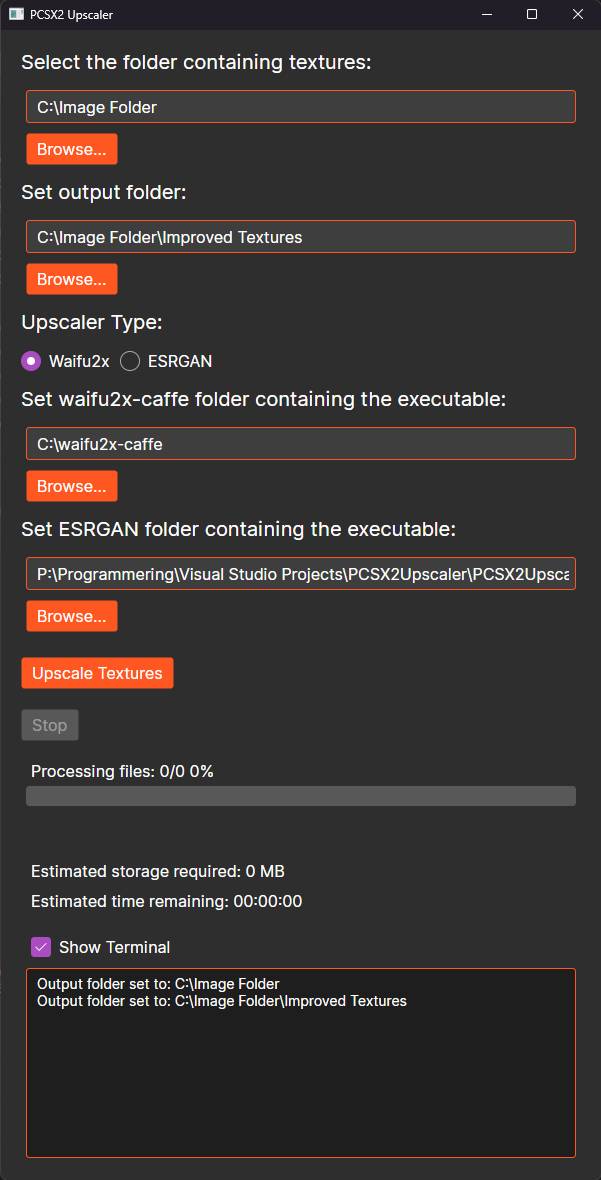 PCSX2 Upscaler
Select the folder containing textures:
C:\Image Folder
Browse...
Set output folder:
C:\Image Folder\Improved Textures
Browse...
Upscaler Type:
Waifu2x ESRGAN
Set waifu2x-caffe folder containing the executable:
C:\waifu2x-caffe
Browse...
Set ESRGAN folder containing the executable:
P:\Programmering\Visual Studio Projects\PCSX2Upscaler\PCSX2Upsca
Browse...
Upscale Textures
Stop
Processing files: 0/0 0%
Estimated storage required: 0 MB
Estimated time remaining: 00:00:00
Show Terminal
Output folder set to: C:\Image Folder
Output folder set to: C:\Image Folder\Improved Textures